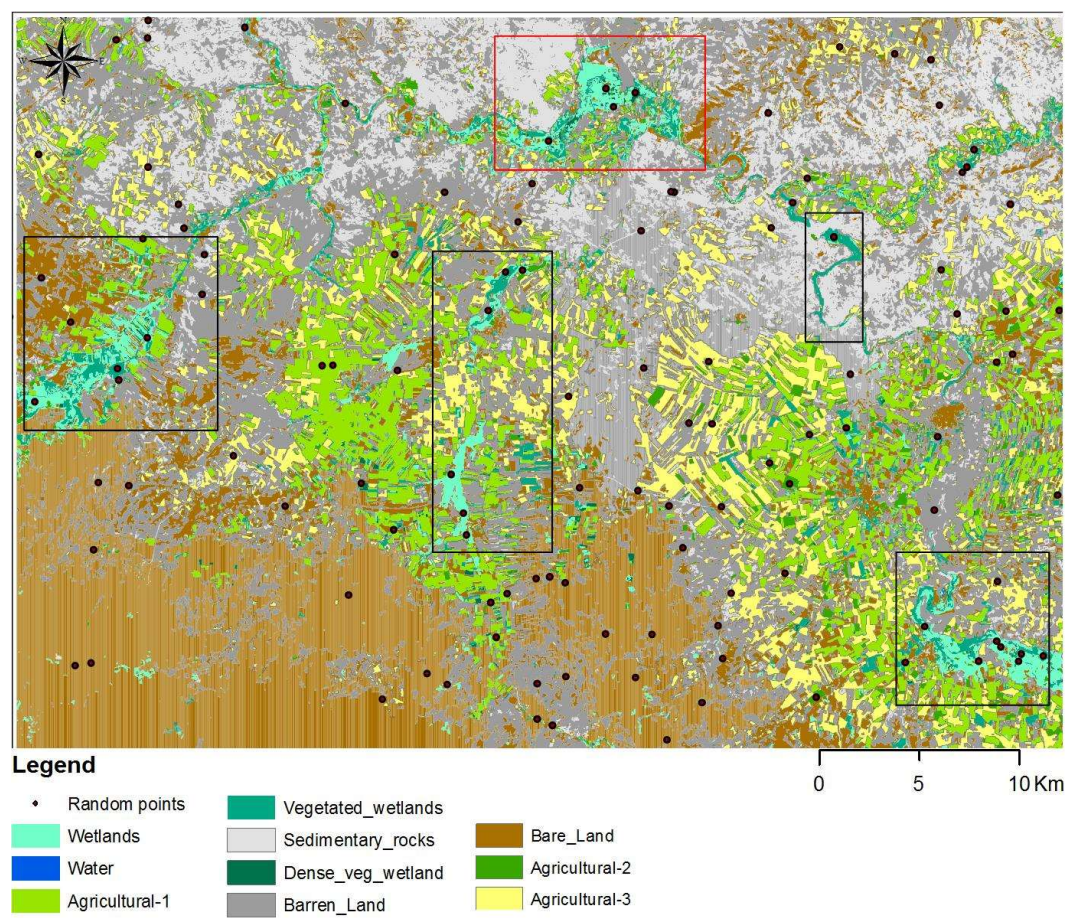 N
W
E
S
0 5 10 Km
Legend
Random points
Wetlands
Water
Agricultural-1
Vegetated_wetlands
Sedimentary_rocks
Dense_veg_wetland
Barren_Land
Bare_Land
Agricultural-2
Agricultural-3